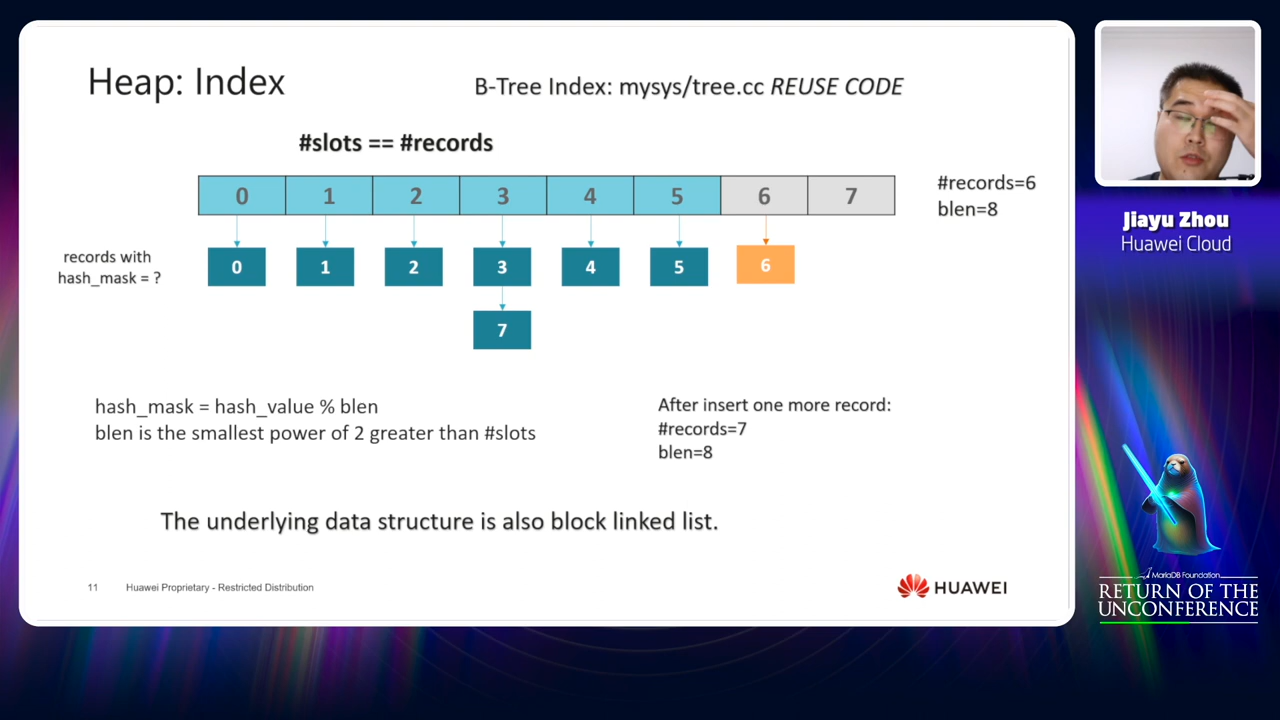 Heap: Index
B-Tree Index: mysys/tree.cc REUSE CODE
#slots == #records
0 1 2 3 4 5 6 7
#records=6
blen=8
records with
hash_mask = ?
0 1 2 3 4 5 6
7
hash_mask = hash_value % blen
blen is the smallest power of 2 greater than #slots
After insert one more record:
#records=7
blen=8
The underlying data structure is also block linked list.
11 Huawei Proprietary - Restricted Distribution
HUAWEI
Jiayu Zhou
Huawei Cloud
MariaDB Foundation
RETURN OF THE
UNCONFERENCE